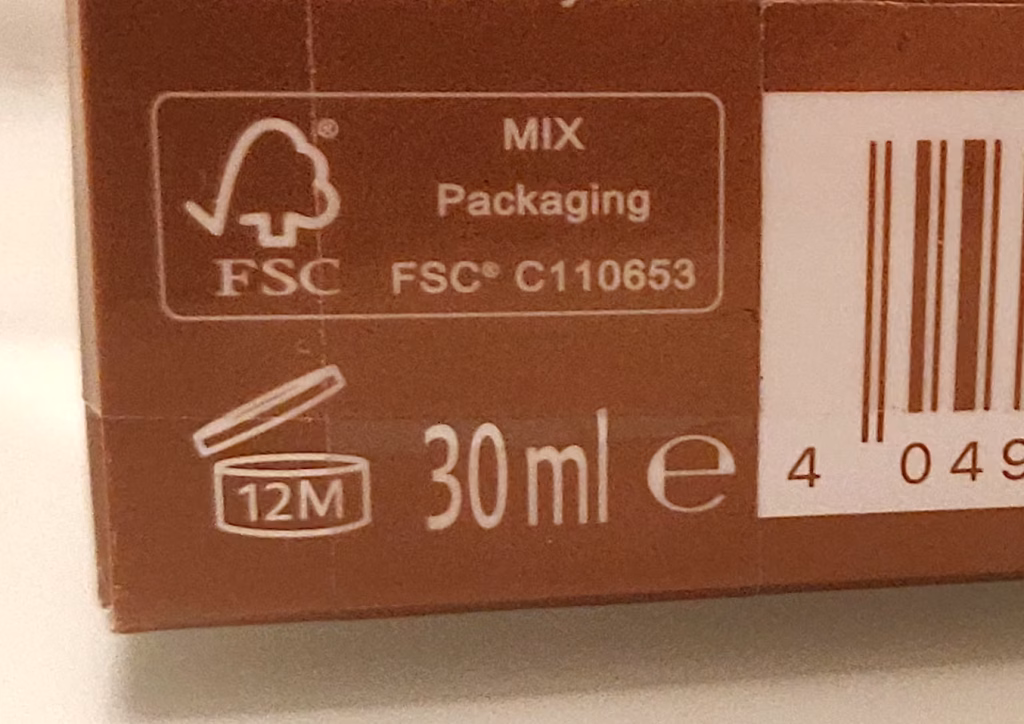 MIX
Packaging
FSC® C110653
®
FSC
12M
30 ml ℮
4 049